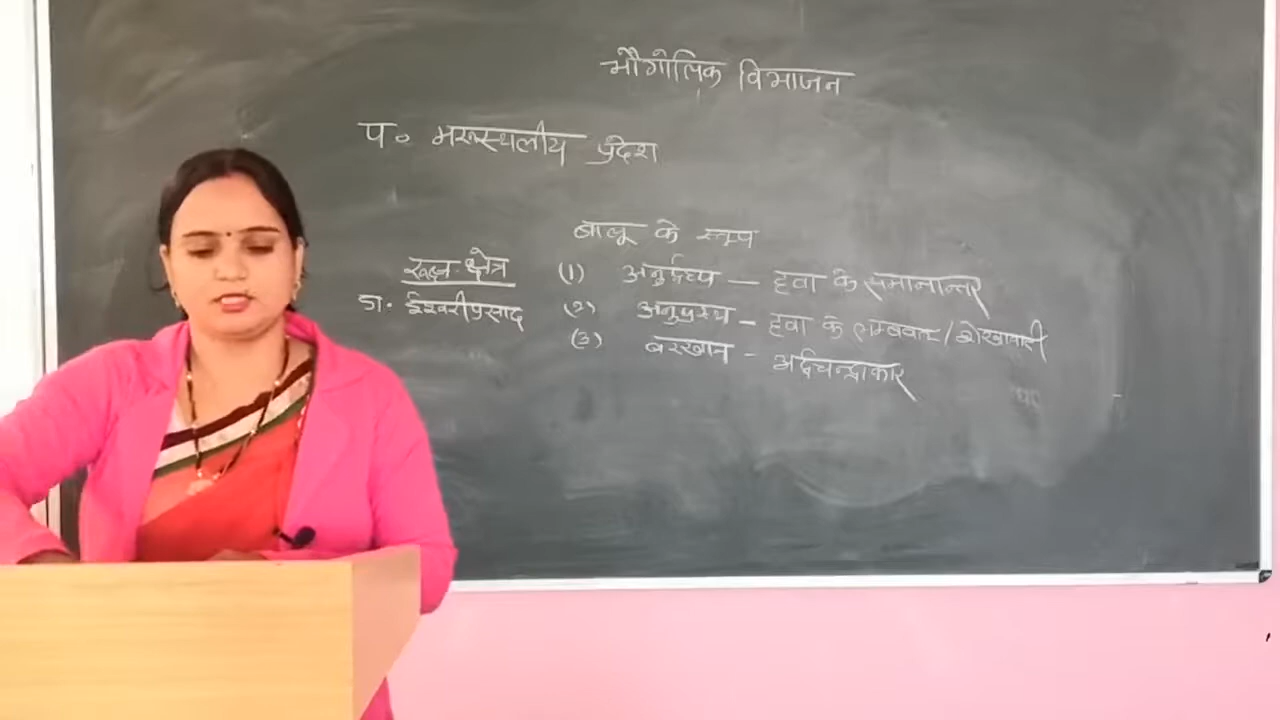 भौगोलिक विभाजन
प० मरूस्थलीय प्रदेश
बालू के स्तूप
क्षेत्र (1) अनुर्दध्य — हवा के समानान्तर
डा. ईश्वरीप्रसाद (2) अनुप्रस्थ - हवा के लम्बवत / शेखावाटी
(3) बरखान - अर्द्धचन्द्राकार